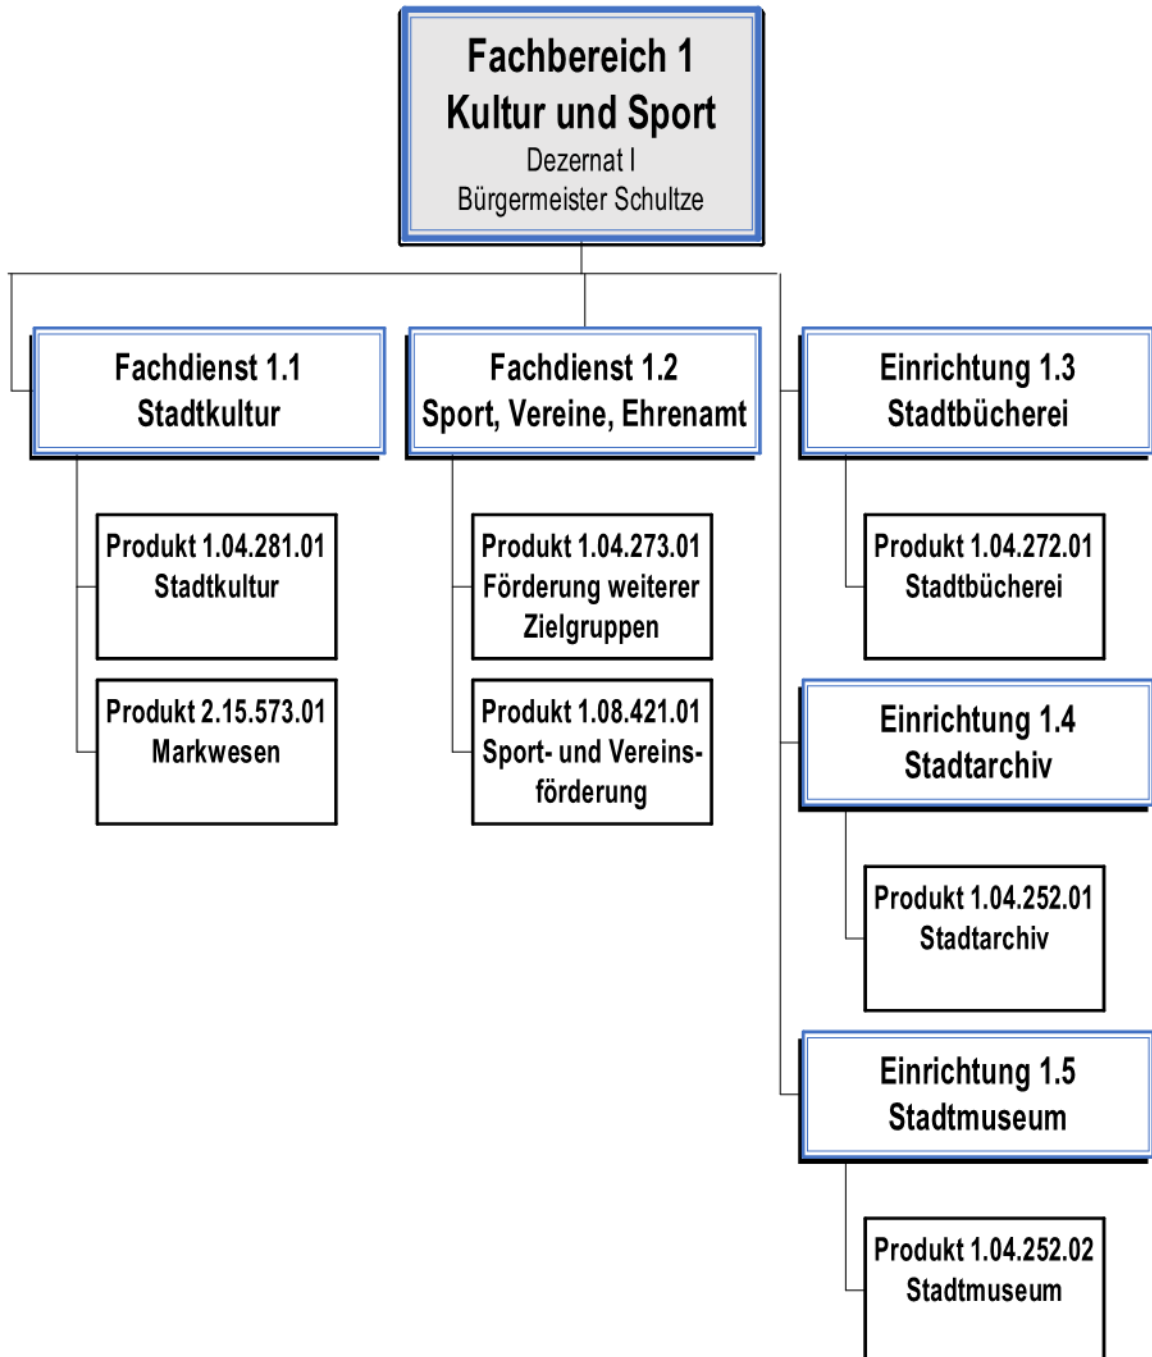 Fachbereich 1
Kultur und Sport
Dezernat I
Bürgermeister Schultze
Fachdienst 1.1
Stadtkultur
Produkt 1.04.281.01
Stadtkultur
Produkt 2.15.573.01
Markwesen
Fachdienst 1.2
Sport, Vereine, Ehrenamt
Produkt 1.04.273.01
Förderung weiterer
Zielgruppen
Produkt 1.08.421.01
Sport- und Vereins-
förderung
Einrichtung 1.3
Stadtbücherei
Produkt 1.04.272.01
Stadtbücherei
Einrichtung 1.4
Stadtarchiv
Produkt 1.04.252.01
Stadtarchiv
Einrichtung 1.5
Stadtmuseum
Produkt 1.04.252.02
Stadtmuseum